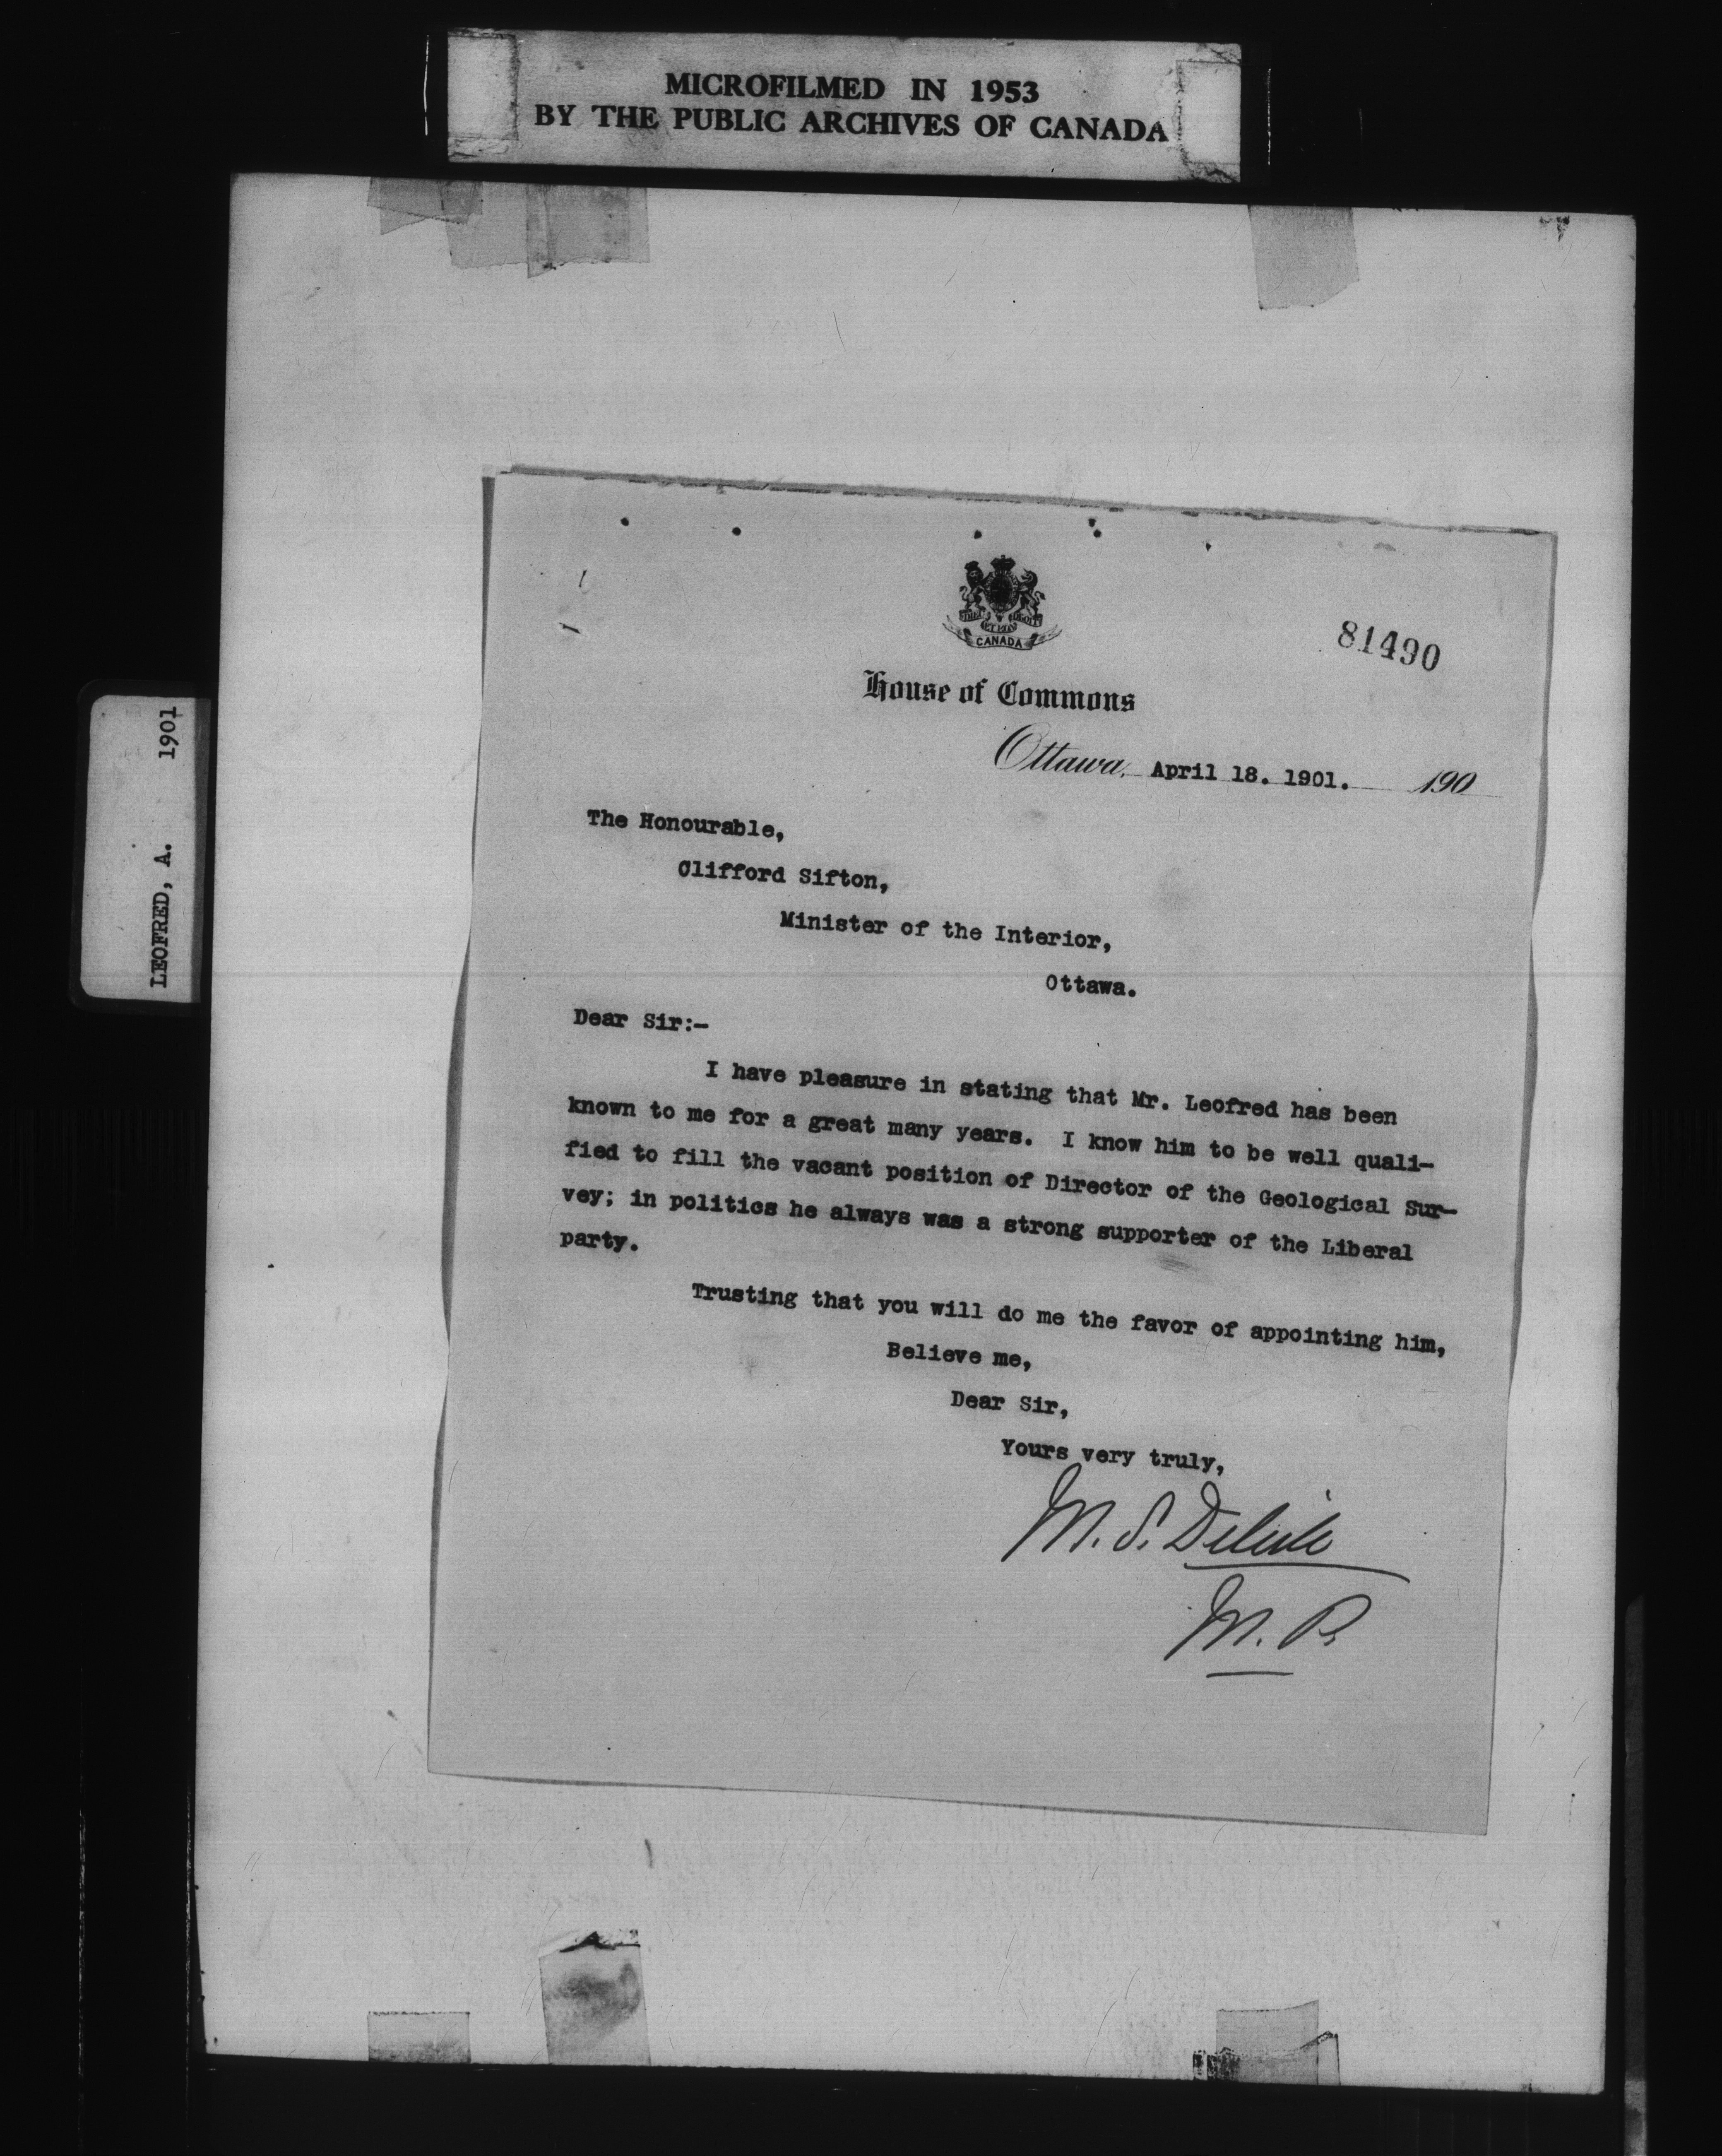 MICROFILMED IN 1953
BY THE PUBLIC ARCHIVES OF CANADA
LEOFRED, A. 1901
CANADA
81490
House of Commons
Ottawa, April 18. 1901. 190
The Honourable,
Clifford Sifton,
Minister of the Interior,
Ottawa.
Dear Sir:-
I have pleasure in stating that Mr. Leofred has been
known to me for a great many years. I know him to be well quali-
fied to fill the vacant position of Director of the Geological Sur-
vey; in politics he always was a strong supporter of the Liberal
party.
Trusting that you will do me the favor of appointing him,
Believe me,
Dear Sir,
Yours very truly,
M. S. Delisle
M. P.